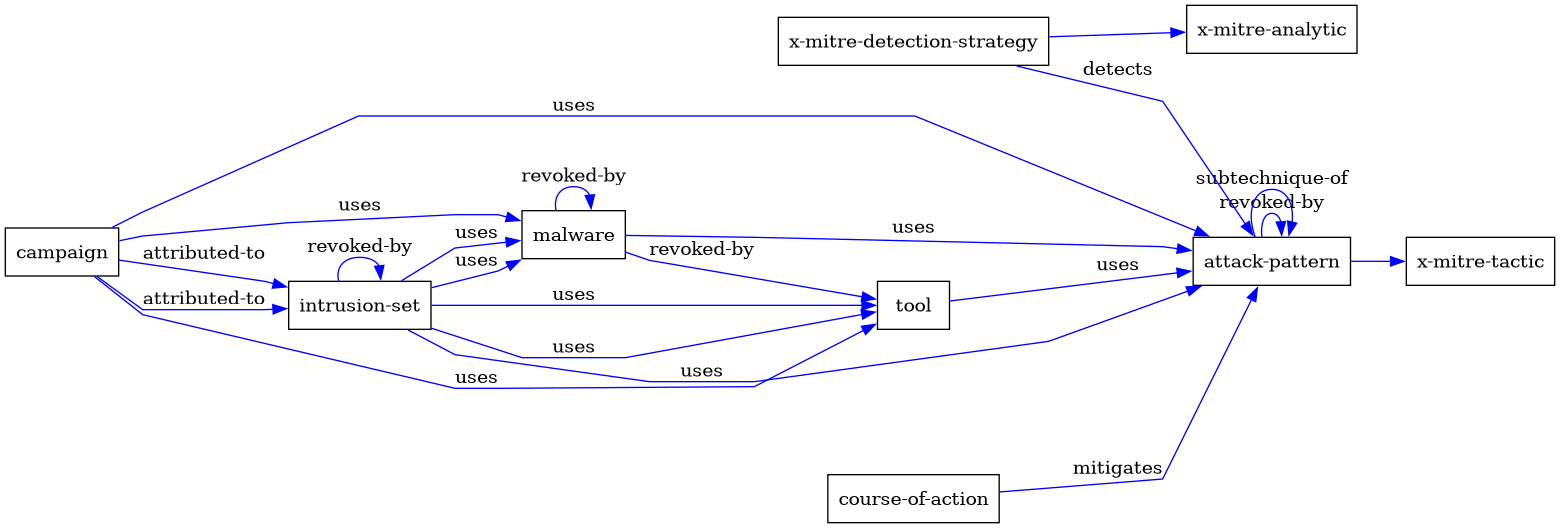 x-mitre-analytic
x-mitre-detection-strategy
detects
uses
revoked-by
subtechnique-of
revoked-by
uses
uses
malware
uses
revoked-by
attributed-to
revoked-by
campaign
uses
uses
attack-pattern
x-mitre-tactic
attributed-to
intrusion-set
uses
tool
uses
uses
uses
mitigates
course-of-action